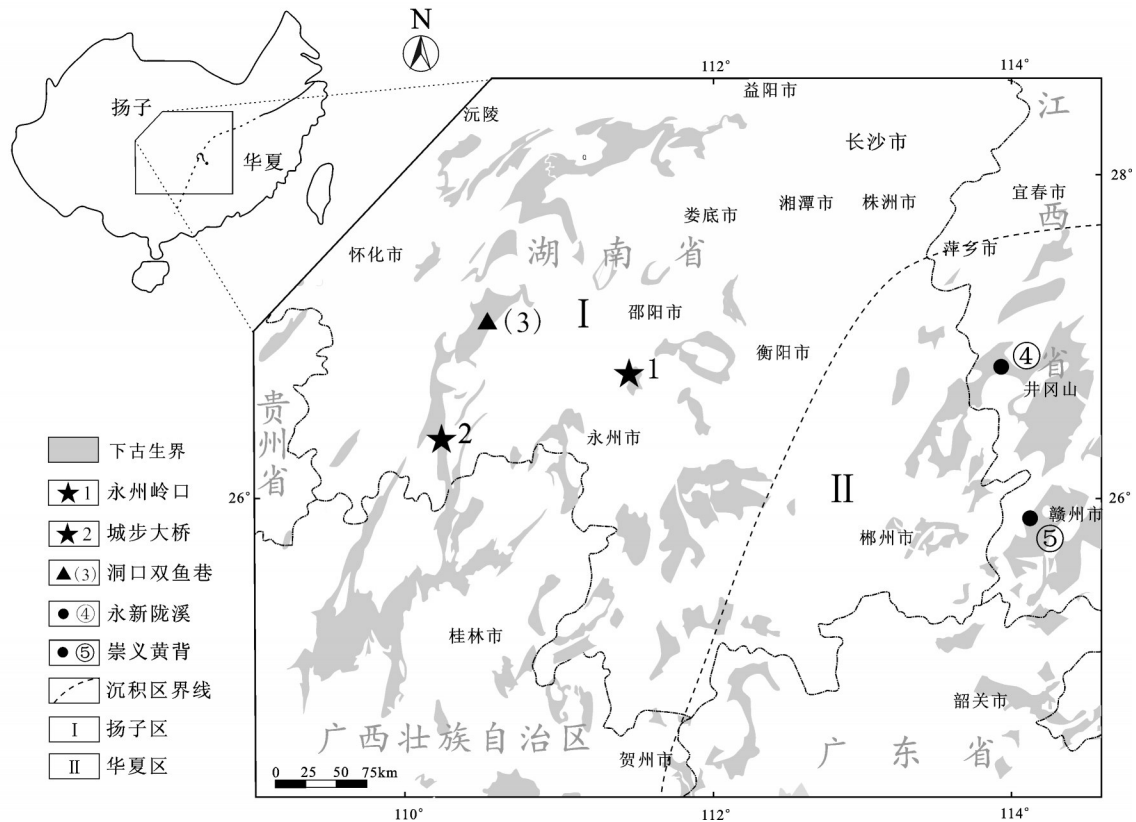 N
扬子
华夏
?
112°
114°
益阳市
沅陵
江
长沙市
28°
宜春市
娄底市
湘潭市
株洲市
西
怀化市
湖南省
萍乡市
Ⅰ
邵阳市
(3)
衡阳市
④
省
1
井冈山
贵州省
永州市
2
Ⅱ
26°
26°
赣州市
郴州市
⑤
桂林市
韶关市
广西壮族自治区
贺州市
广东省
0 25 50 75km
110°
112°
114°
下古生界
1 永州岭口
2 城步大桥
(3) 洞口双鱼巷
④ 永新陇溪
⑤ 崇义黄背
沉积区界线
Ⅰ 扬子区
Ⅱ 华夏区